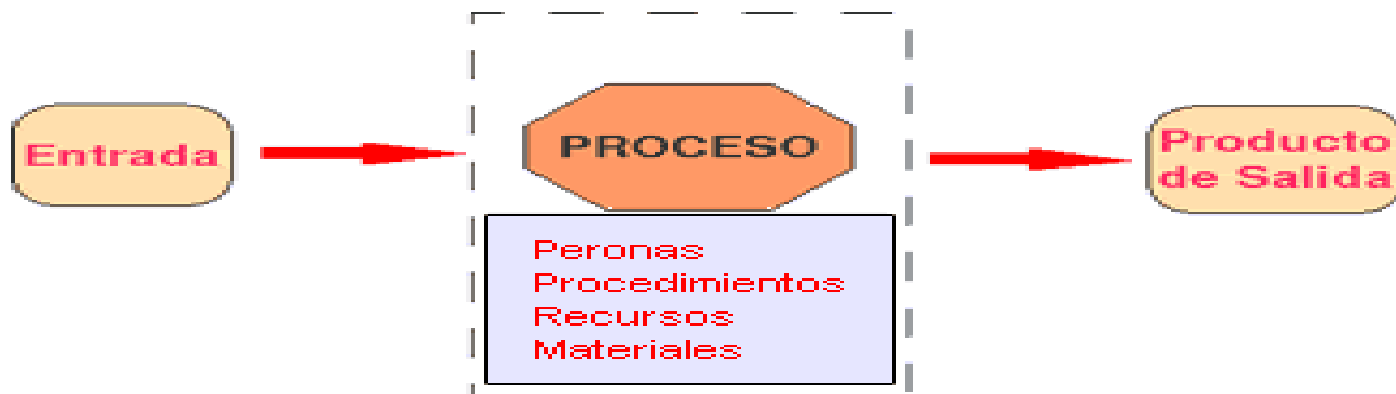 Entrada
PROCESO
Peronas
Procedimientos
Recursos
Materiales
Producto
de Salida